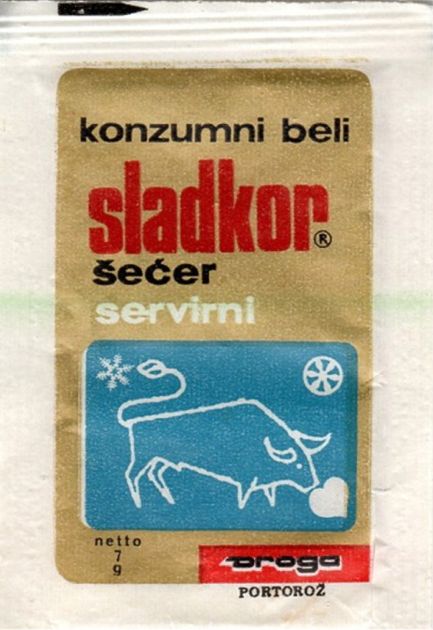 konzumni beli
sladkor®
šećer
servirni
netto
7
g
Droga
PORTOROŽ